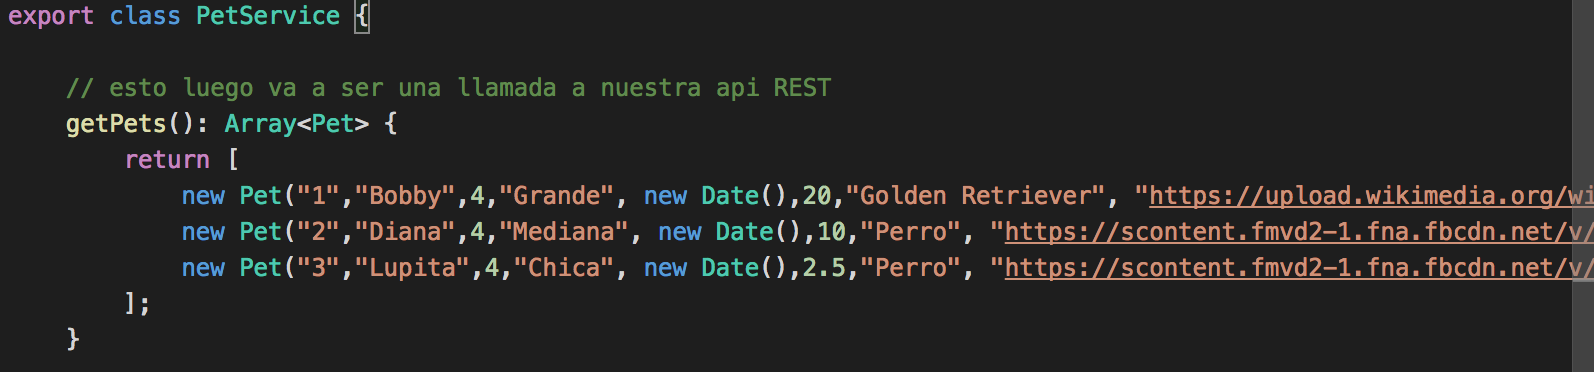 export class PetService {
// esto luego va a ser una llamada a nuestra api REST
getPets(): Array<Pet> {
return [
new Pet("1","Bobby",4,"Grande", new Date(),20,"Golden Retriever", "https://upload.wikimedia.org/wi
new Pet("2","Diana",4,"Mediana", new Date(),10,"Perro", "https://scontent.fmvd2-1.fna.fbcdn.net/v/
new Pet("3","Lupita",4,"Chica", new Date(),2.5,"Perro", "https://scontent.fmvd2-1.fna.fbcdn.net/v/
];
}